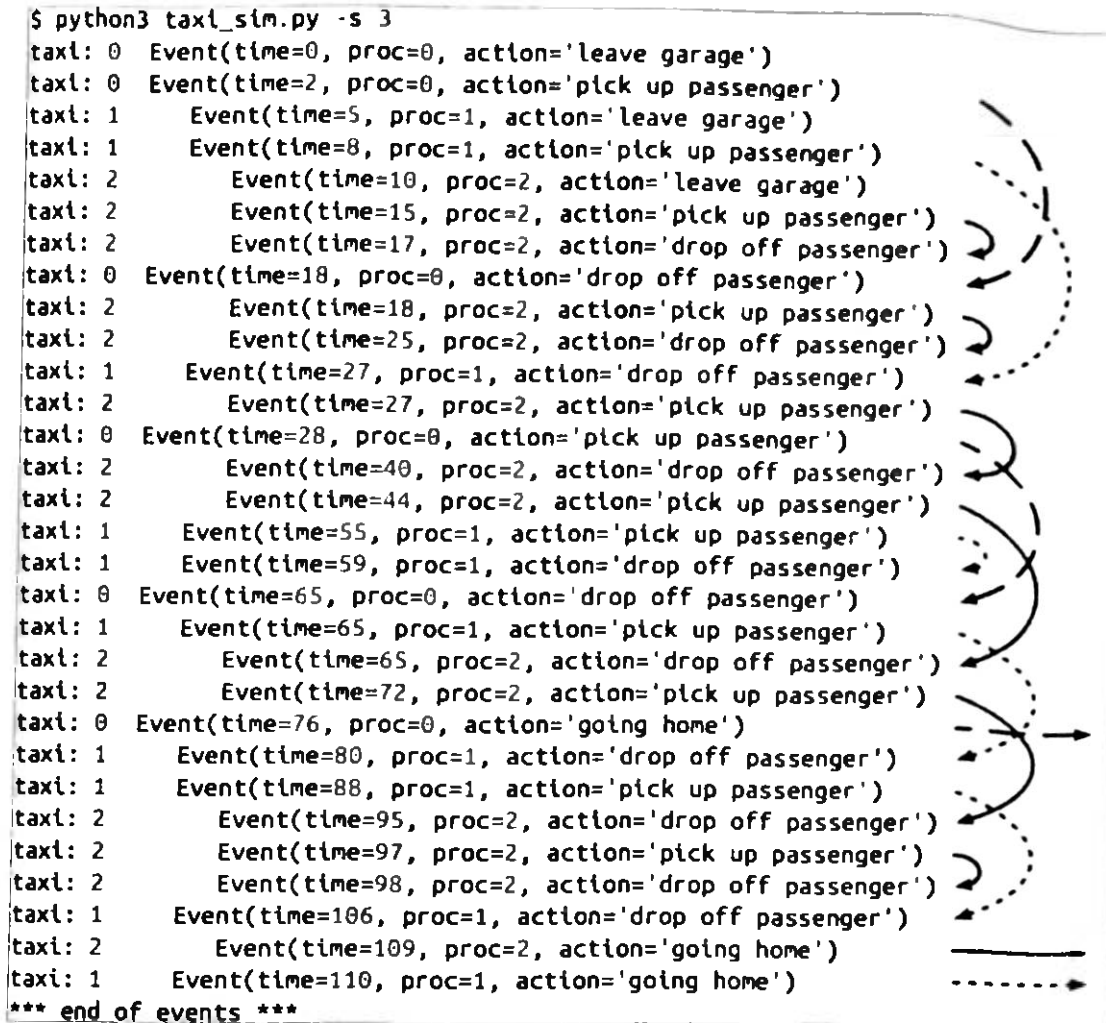 $ python3 taxi_sim.py -s 3
taxi: 0  Event(time=0, proc=0, action='leave garage')
taxi: 0  Event(time=2, proc=0, action='pick up passenger')
taxi: 1     Event(time=5, proc=1, action='leave garage')
taxi: 1     Event(time=8, proc=1, action='pick up passenger')
taxi: 2        Event(time=10, proc=2, action='leave garage')
taxi: 2        Event(time=15, proc=2, action='pick up passenger')
taxi: 2        Event(time=17, proc=2, action='drop off passenger')
taxi: 0  Event(time=18, proc=0, action='drop off passenger')
taxi: 2        Event(time=18, proc=2, action='pick up passenger')
taxi: 2        Event(time=25, proc=2, action='drop off passenger')
taxi: 1     Event(time=27, proc=1, action='drop off passenger')
taxi: 2        Event(time=27, proc=2, action='pick up passenger')
taxi: 0  Event(time=28, proc=0, action='pick up passenger')
taxi: 2        Event(time=40, proc=2, action='drop off passenger')
taxi: 2        Event(time=44, proc=2, action='pick up passenger')
taxi: 1     Event(time=55, proc=1, action='pick up passenger')
taxi: 1     Event(time=59, proc=1, action='drop off passenger')
taxi: 0  Event(time=65, proc=0, action='drop off passenger')
taxi: 1     Event(time=65, proc=1, action='pick up passenger')
taxi: 2        Event(time=65, proc=2, action='drop off passenger')
taxi: 2        Event(time=72, proc=2, action='pick up passenger')
taxi: 0  Event(time=76, proc=0, action='going home')
taxi: 1     Event(time=80, proc=1, action='drop off passenger')
taxi: 1     Event(time=88, proc=1, action='pick up passenger')
taxi: 2        Event(time=95, proc=2, action='drop off passenger')
taxi: 2        Event(time=97, proc=2, action='pick up passenger')
taxi: 2        Event(time=98, proc=2, action='drop off passenger')
taxi: 1     Event(time=106, proc=1, action='drop off passenger')
taxi: 2        Event(time=109, proc=2, action='going home')
taxi: 1     Event(time=110, proc=1, action='going home')
*** end of events ***